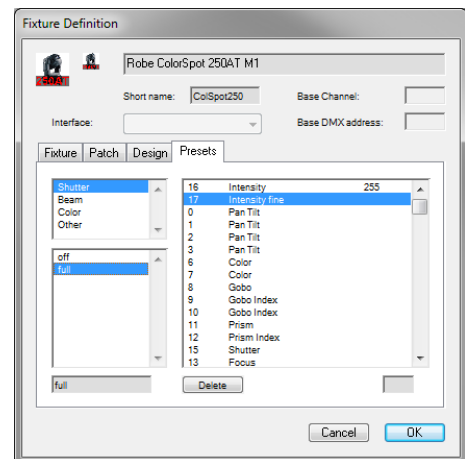 Fixture Definition
Robe ColorSpot 250AT M1
Short name: ColSpot250 Base Channel:
Interface: Base DMX address:
Fixture Patch Design Presets
Shutter
Beam
Color
Other
off
full
full
16 Intensity 255
17 Intensity fine
0 Pan Tilt
1 Pan Tilt
2 Pan Tilt
3 Pan Tilt
6 Color
7 Color
8 Gobo
9 Gobo Index
10 Gobo Index
11 Prism
12 Prism Index
15 Shutter
13 Focus
Delete
Cancel OK